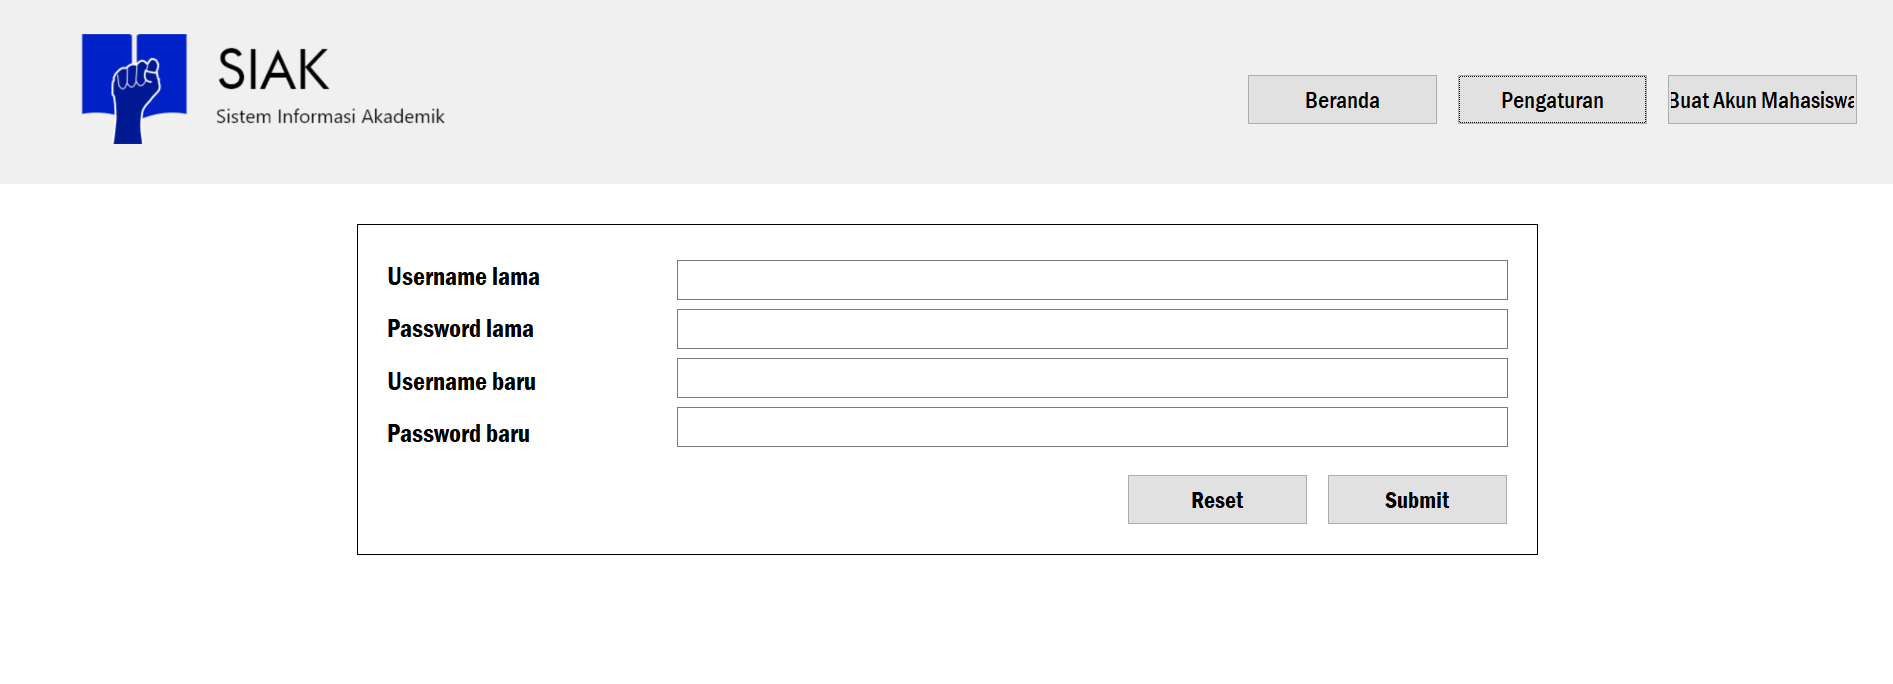 SIAK
Sistem Informasi Akademik
Beranda
Pengaturan
Buat Akun Mahasiswa
Username lama
Password lama
Username baru
Password baru
Reset
Submit